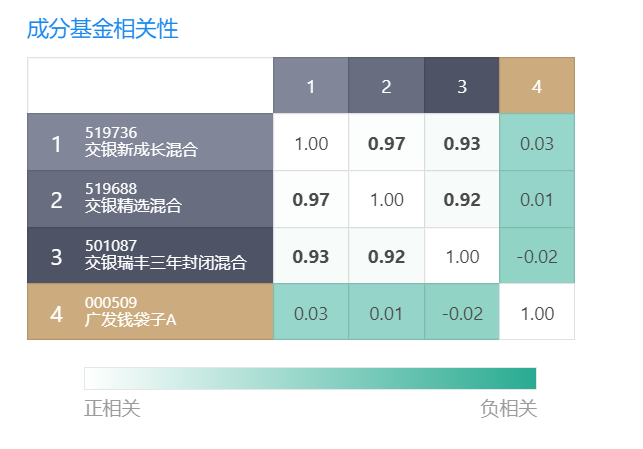 成分基金相关性
1 2 3 4
1 519736 1.00 0.97 0.93 0.03
交银新成长混合
2 519688 0.97 1.00 0.92 0.01
交银精选混合
3 501087 0.93 0.92 1.00 -0.02
交银瑞丰三年封闭混合
4 000509 0.03 0.01 -0.02 1.00
广发钱袋子A
正相关 负相关